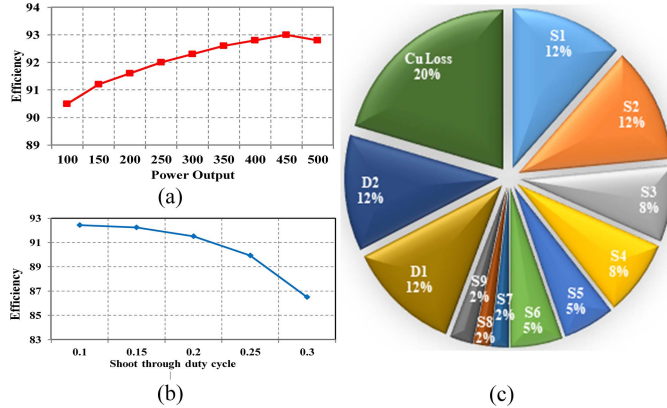 (a)
94
93
92
91
90
89
Efficiency
100 150 200 250 300 350 400 450 500
Power Output
(a)
93
91
89
87
85
83
Efficiency
0.1 0.15 0.2 0.25 0.3
Shoot through duty cycle
(b)
S1
12%
S2
12%
S3
8%
S4
8%
S5
5%
S6
5%
S7
2%
S8
2%
S9
2%
D1
12%
D2
12%
Cu Loss
20%
(c)